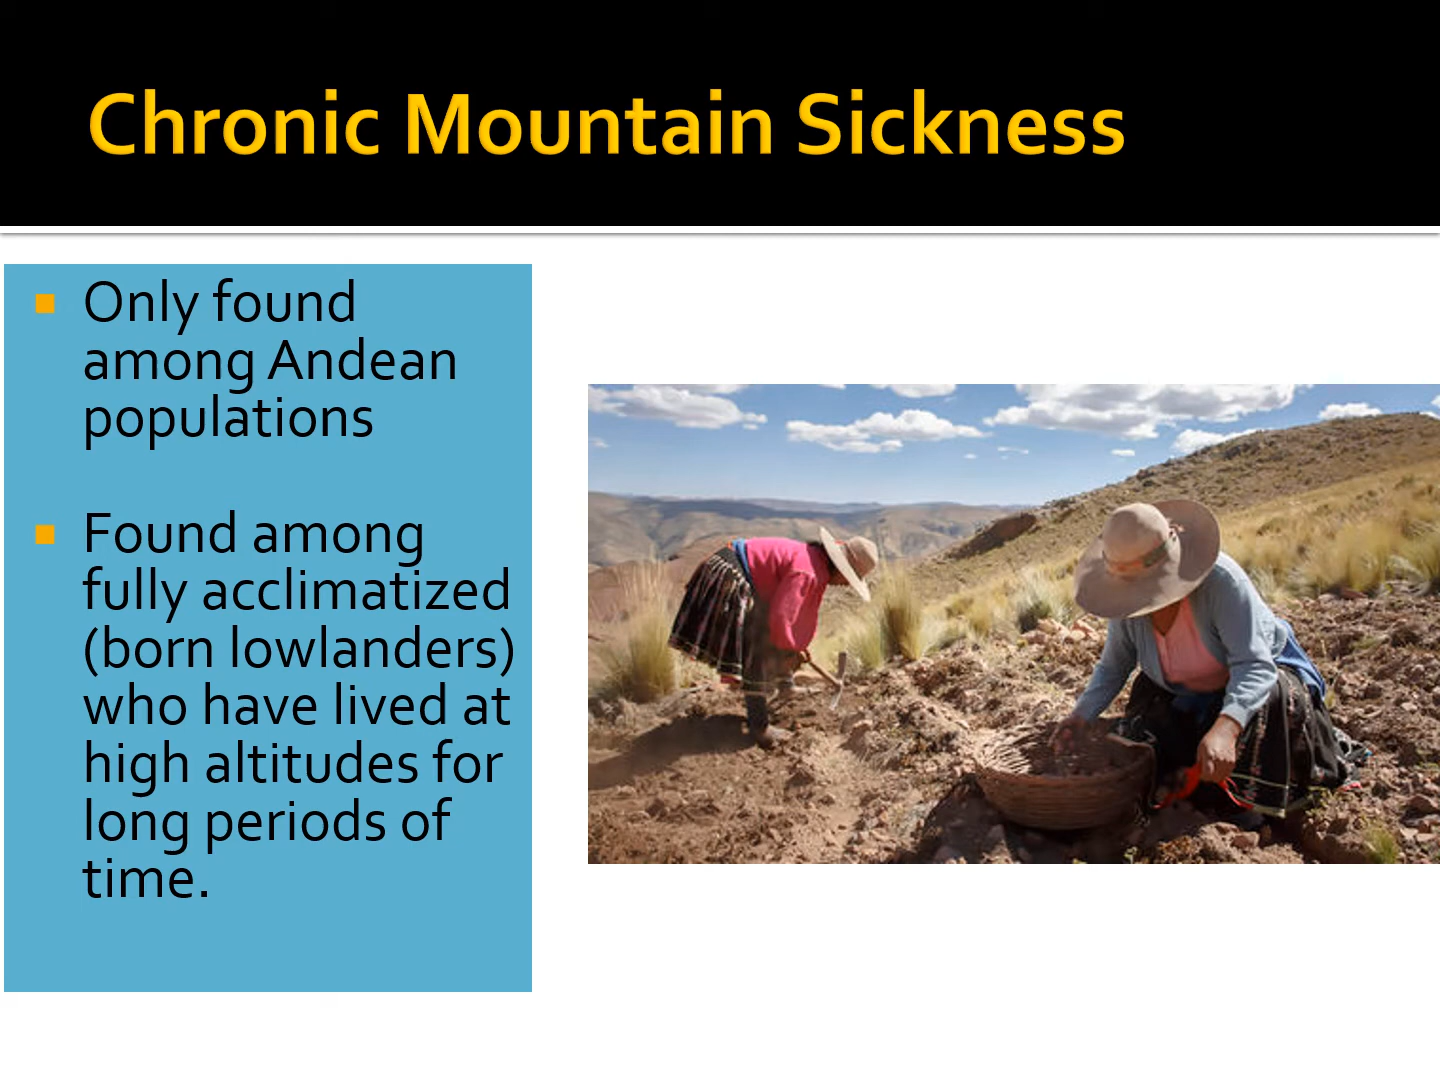 Chronic Mountain Sickness
Only found
among Andean
populations
Found among
fully acclimatized
(born lowlanders)
who have lived at
high altitudes for
long periods of
time.